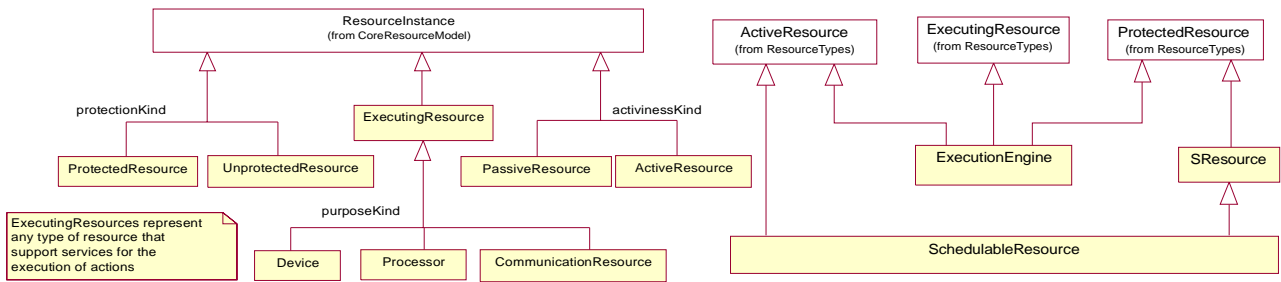 ResourceInstance
(from CoreResourceModel)
protectionKind
activinessKind
ExecutingResource
ProtectedResource
UnprotectedResource
PassiveResource
ActiveResource
purposeKind
ExecutingResources represent
any type of resource that
support services for the
execution of actions
Device
Processor
CommunicationResource
ActiveResource
(from ResourceTypes)
ExecutingResource
(from ResourceTypes)
ProtectedResource
(from ResourceTypes)
ExecutionEngine
SResource
SchedulableResource